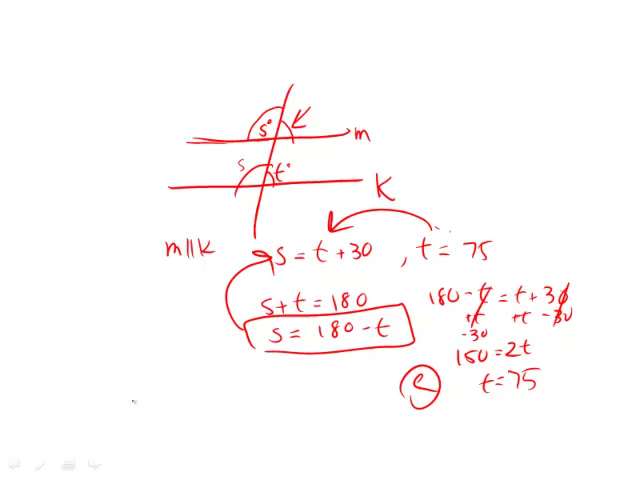 s°
m
s t°
K
m||k
s = t + 30 , t = 75
s + t = 180
s = 180 - t
180 - t = t + 30
+t +t -30
-30
150 = 2t
t = 75
S